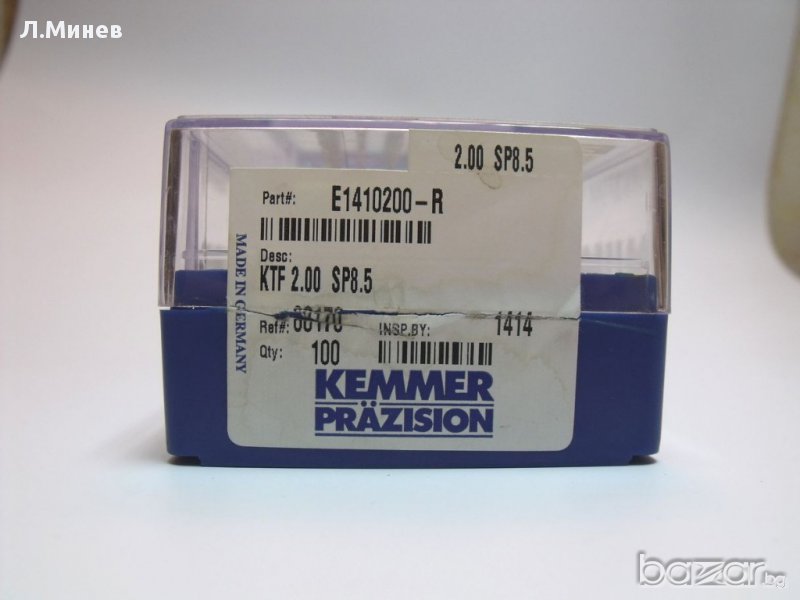 Л.Минев
2.00 SP8.5
Part#: E1410200-R
Desc:
KTF 2.00 SP8.5
MADE IN GERMANY
Ref#: 88170 INSP.BY: 1414
Qty: 100
KEMMER
PRÄZISION
bazar.bg